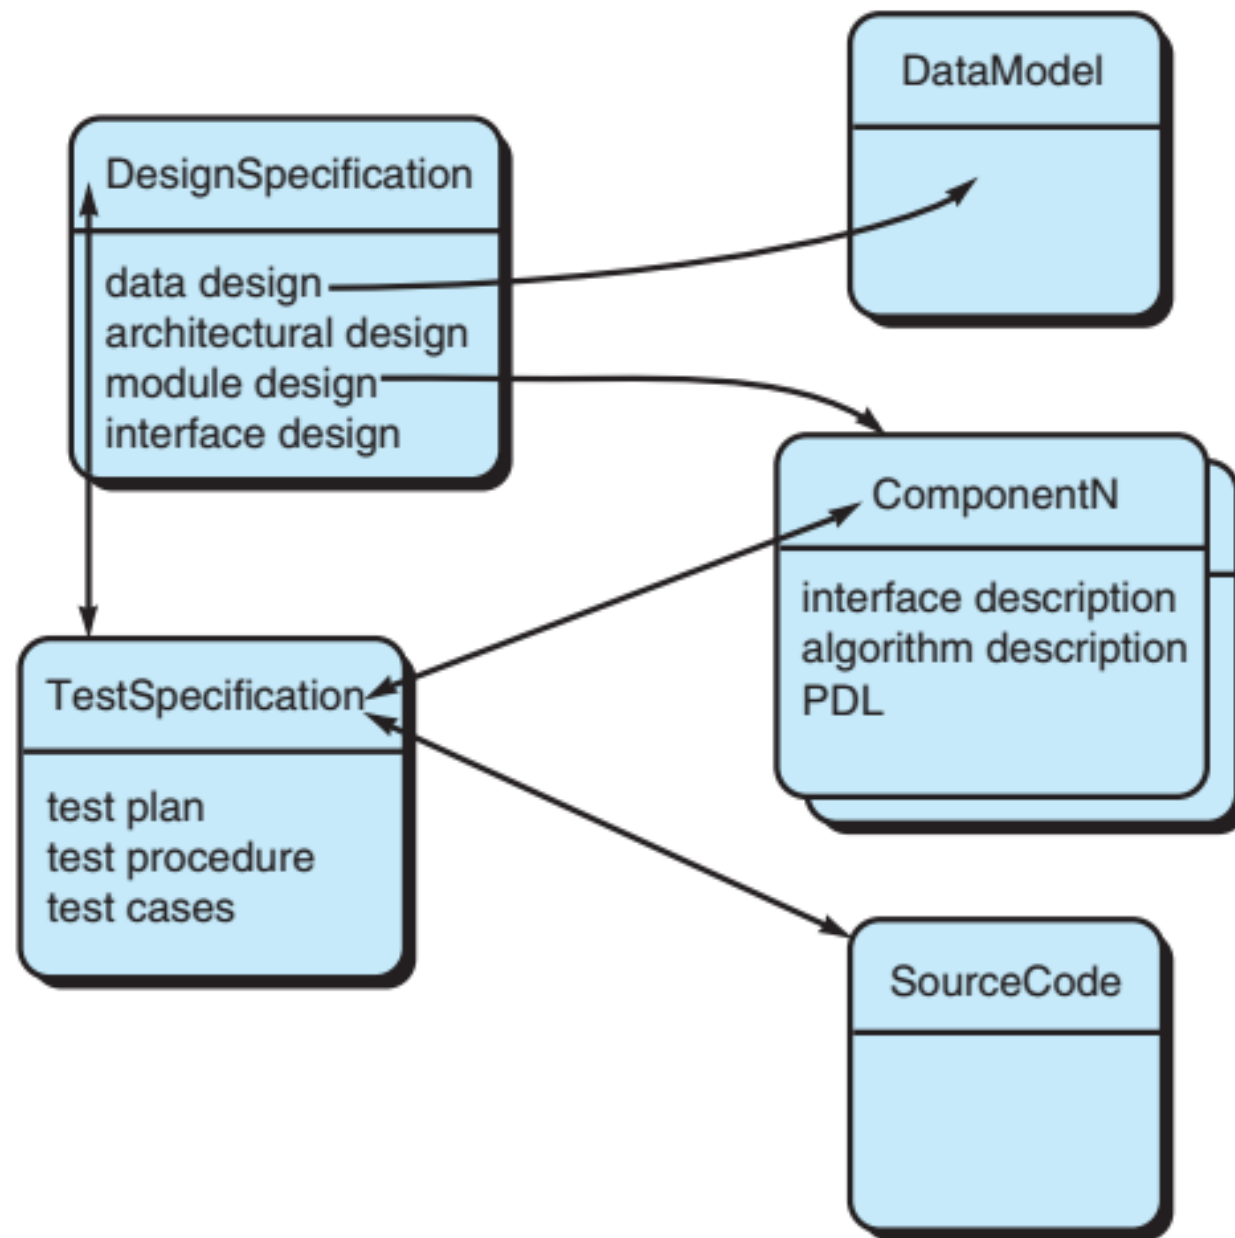 DataModel
DesignSpecification
data design
architectural design
module design
interface design
ComponentN
interface description
algorithm description
PDL
TestSpecification
test plan
test procedure
test cases
SourceCode